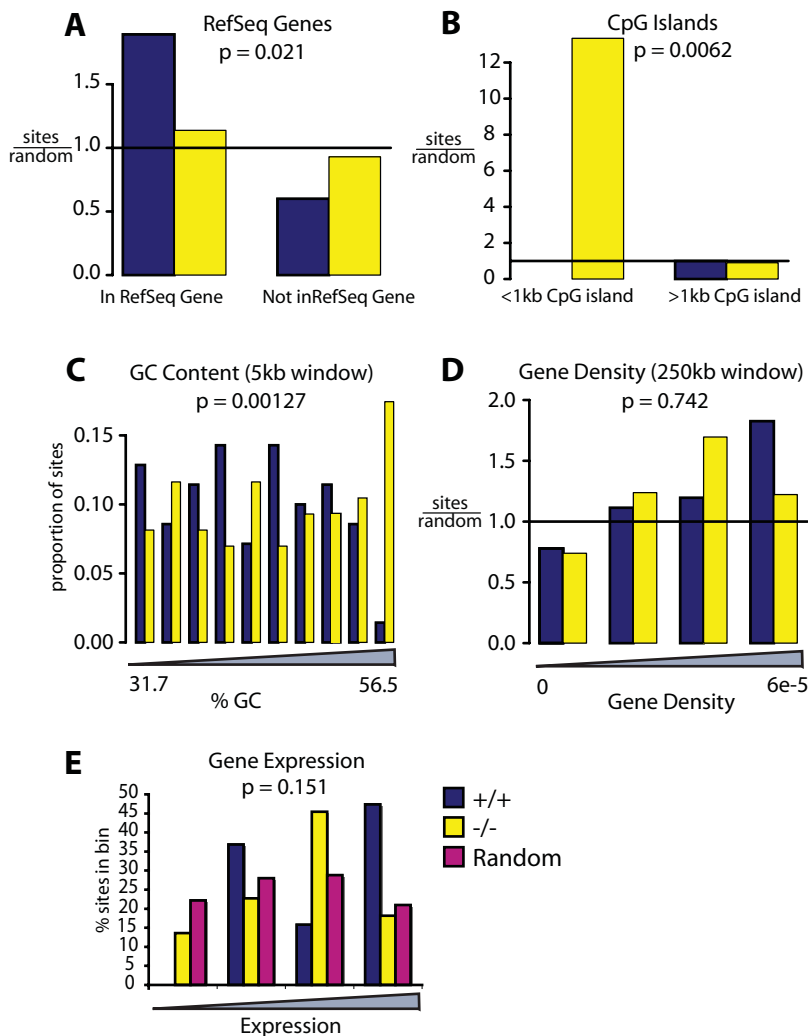 A
RefSeq Genes
p = 0.021
1.5
1.0
0.5
0.0
sites
random
In RefSeq Gene
Not inRefSeq Gene
B
CpG Islands
p = 0.0062
12
10
8
6
4
2
0
sites
random
<1kb CpG island
>1kb CpG island
C
GC Content (5kb window)
p = 0.00127
0.15
0.10
0.05
0.00
proportion of sites
31.7
56.5
% GC
D
Gene Density (250kb window)
p = 0.742
2.0
1.5
1.0
0.5
0.0
sites
random
0
6e-5
Gene Density
E
Gene Expression
p = 0.151
50
45
40
35
30
25
20
15
10
5
0
% sites in bin
Expression
+/+
-/-
Random